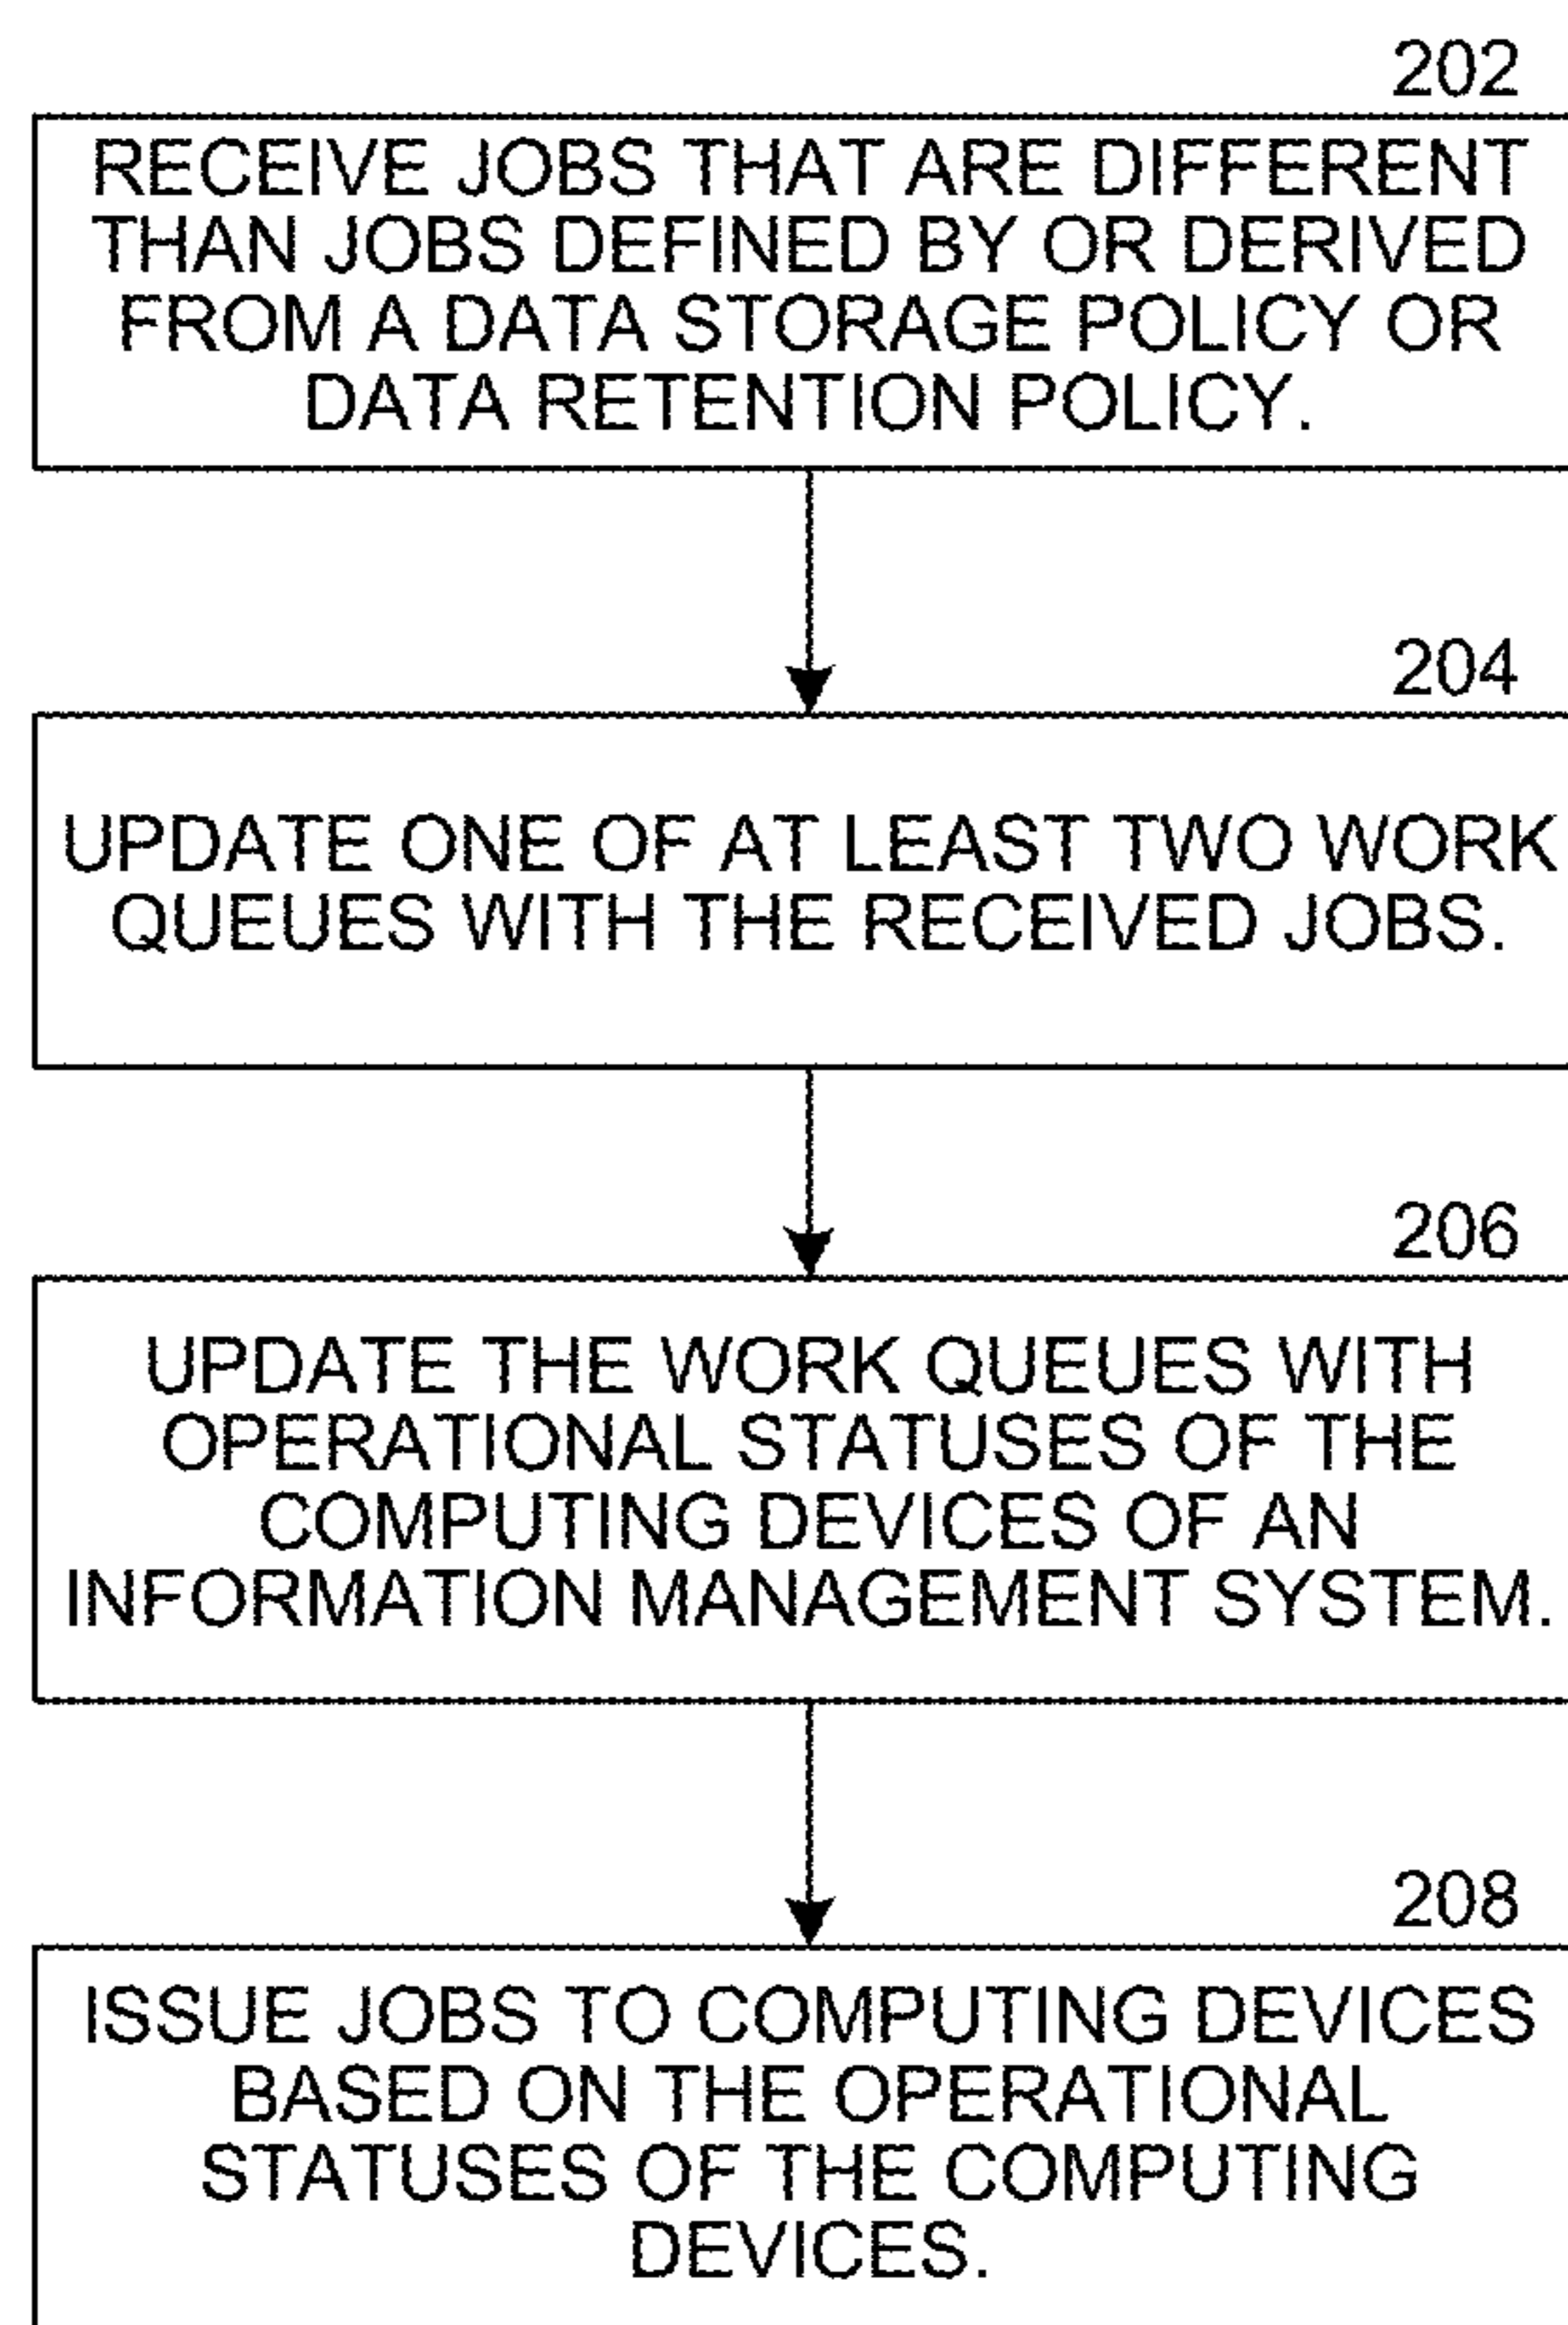 202
RECEIVE JOBS THAT ARE DIFFERENT
THAN JOBS DEFINED BY OR DERIVED
FROM A DATA STORAGE POLICY OR
DATA RETENTION POLICY.
204
UPDATE ONE OF AT LEAST TWO WORK
QUEUES WITH THE RECEIVED JOBS.
206
UPDATE THE WORK QUEUES WITH
OPERATIONAL STATUSES OF THE
COMPUTING DEVICES OF AN
INFORMATION MANAGEMENT SYSTEM.
208
ISSUE JOBS TO COMPUTING DEVICES
BASED ON THE OPERATIONAL
STATUSES OF THE COMPUTING
DEVICES.